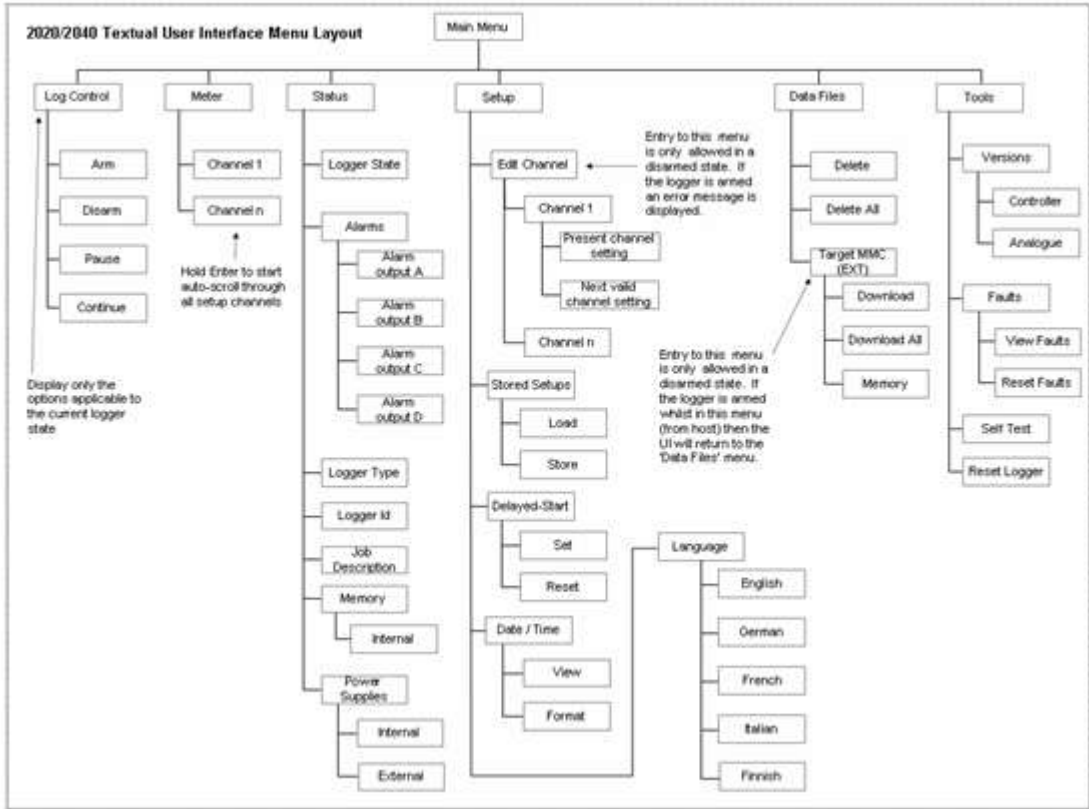 2020/2040 Textual User Interface Menu Layout
Main Menu
Log Control
Arm
Disarm
Pause
Continue
Display only the
options applicable to
the current logger
state
Meter
Channel 1
Channel n
Hold Enter to start
auto-scroll through
all setup channels
Status
Logger State
Alarms
Alarm
output A
Alarm
output B
Alarm
output C
Alarm
output D
Logger Type
Logger Id
Job
Description
Memory
Internal
Power
Supplies
Internal
External
Setup
Edit Channel
Entry to this menu
is only allowed in a
disarmed state. If
the logger is armed
an error message is
displayed.
Channel 1
Present channel
setting
Next valid
channel setting
Channel n
Stored Setups
Load
Store
Delayed-Start
Set
Reset
Date / Time
View
Format
Language
English
German
French
Italian
Finnish
Data Files
Delete
Delete All
Target MMC
(EXT)
Download
Download All
Memory
Entry to this menu
is only allowed in a
disarmed state. If
the logger is armed
whilst in this menu
(from host) then the
UI will return to the
'Data Files' menu.
Tools
Versions
Controller
Analogue
Faults
View Faults
Reset Faults
Self Test
Reset Logger